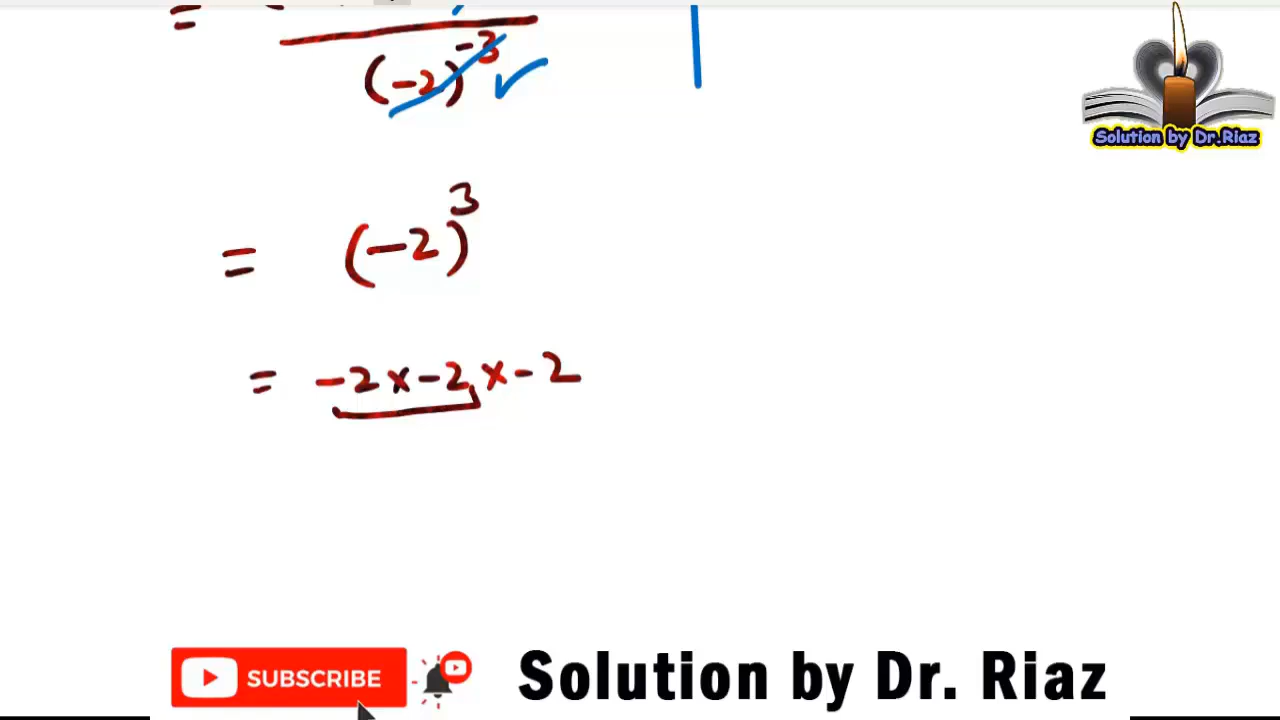 =
(-2)^-3
Solution by Dr.Riaz
= (-2)^3
= -2 x -2 x -2
SUBSCRIBE
Solution by Dr. Riaz